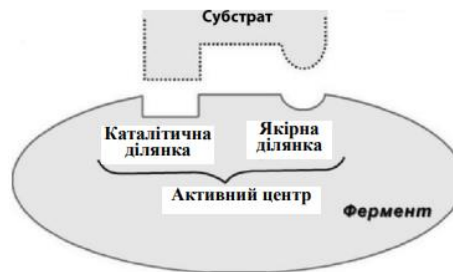 Субстрат
Каталітична
ділянка
Якірна
ділянка
Активний центр
Фермент